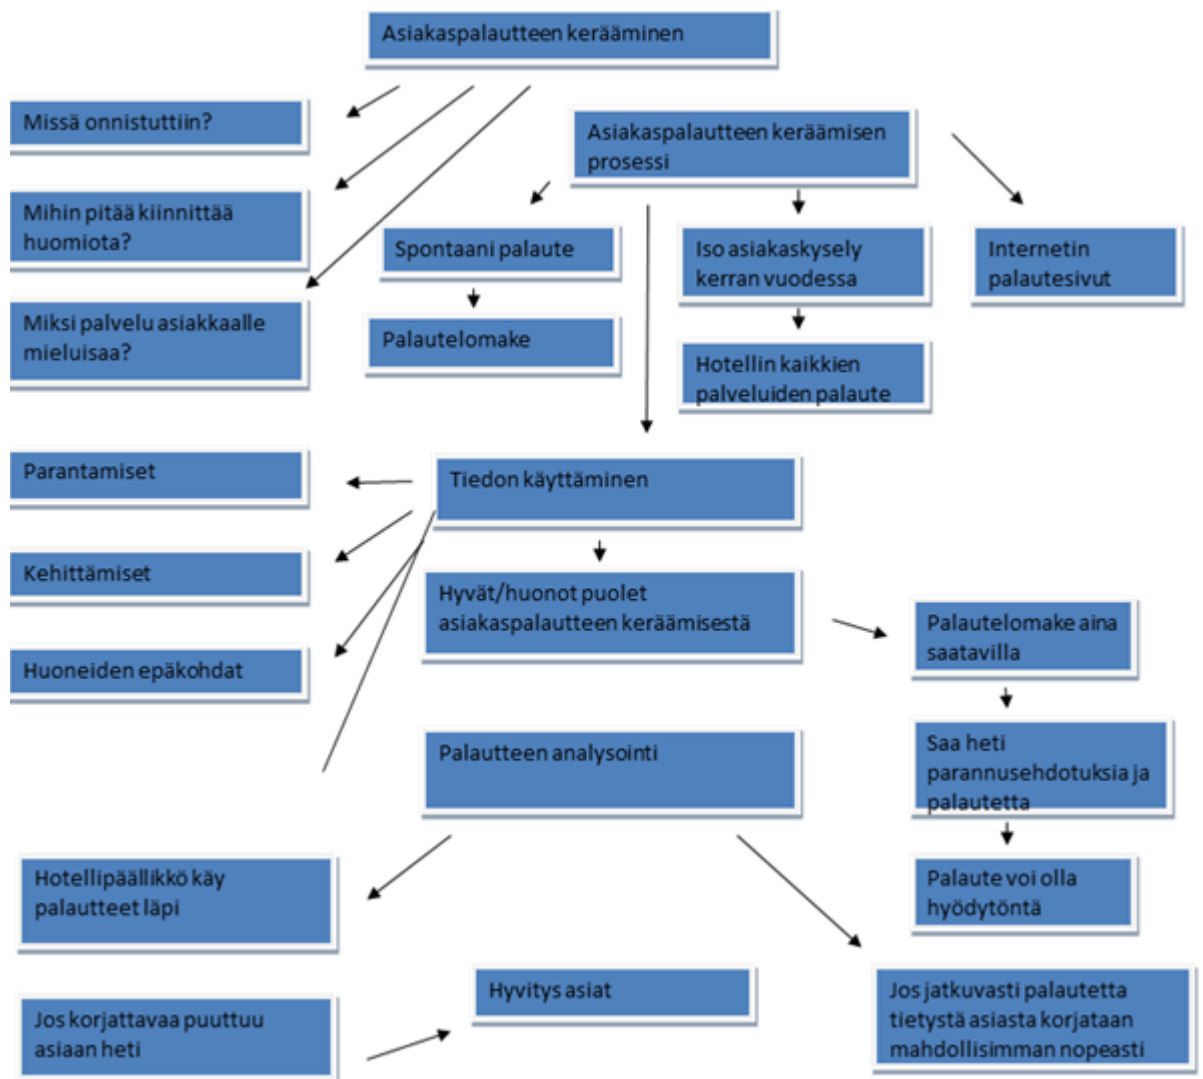 Asiakaspalautteen kerääminen
Missä onnistuttiin?
Mihin pitää kiinnittää
huomiota?
Miksi palvelu asiakkaalle
mieluisaa?
Asiakaspalautteen keräämisen
prosessi
Spontaani palaute
Palautelomake
Iso asiakaskysely
kerran vuodessa
Hotellin kaikkien
palveluiden palaute
Internetin
palautesivut
Tiedon käyttäminen
Parantamiset
Kehittämiset
Huoneiden epäkohdat
Hyvät/huonot puolet
asiakaspalautteen keräämisestä
Palautelomake aina
saatavilla
Saa heti
parannusehdotuksia ja
palautetta
Palaute voi olla
hyödytöntä
Palautteen analysointi
Hotellipäällikkö käy
palautteet läpi
Jos korjattavaa puuttuu
asiaan heti
Hyvitys asiat
Jos jatkuvasti palautetta
tietystä asiasta korjataan
mahdollisimman nopeasti